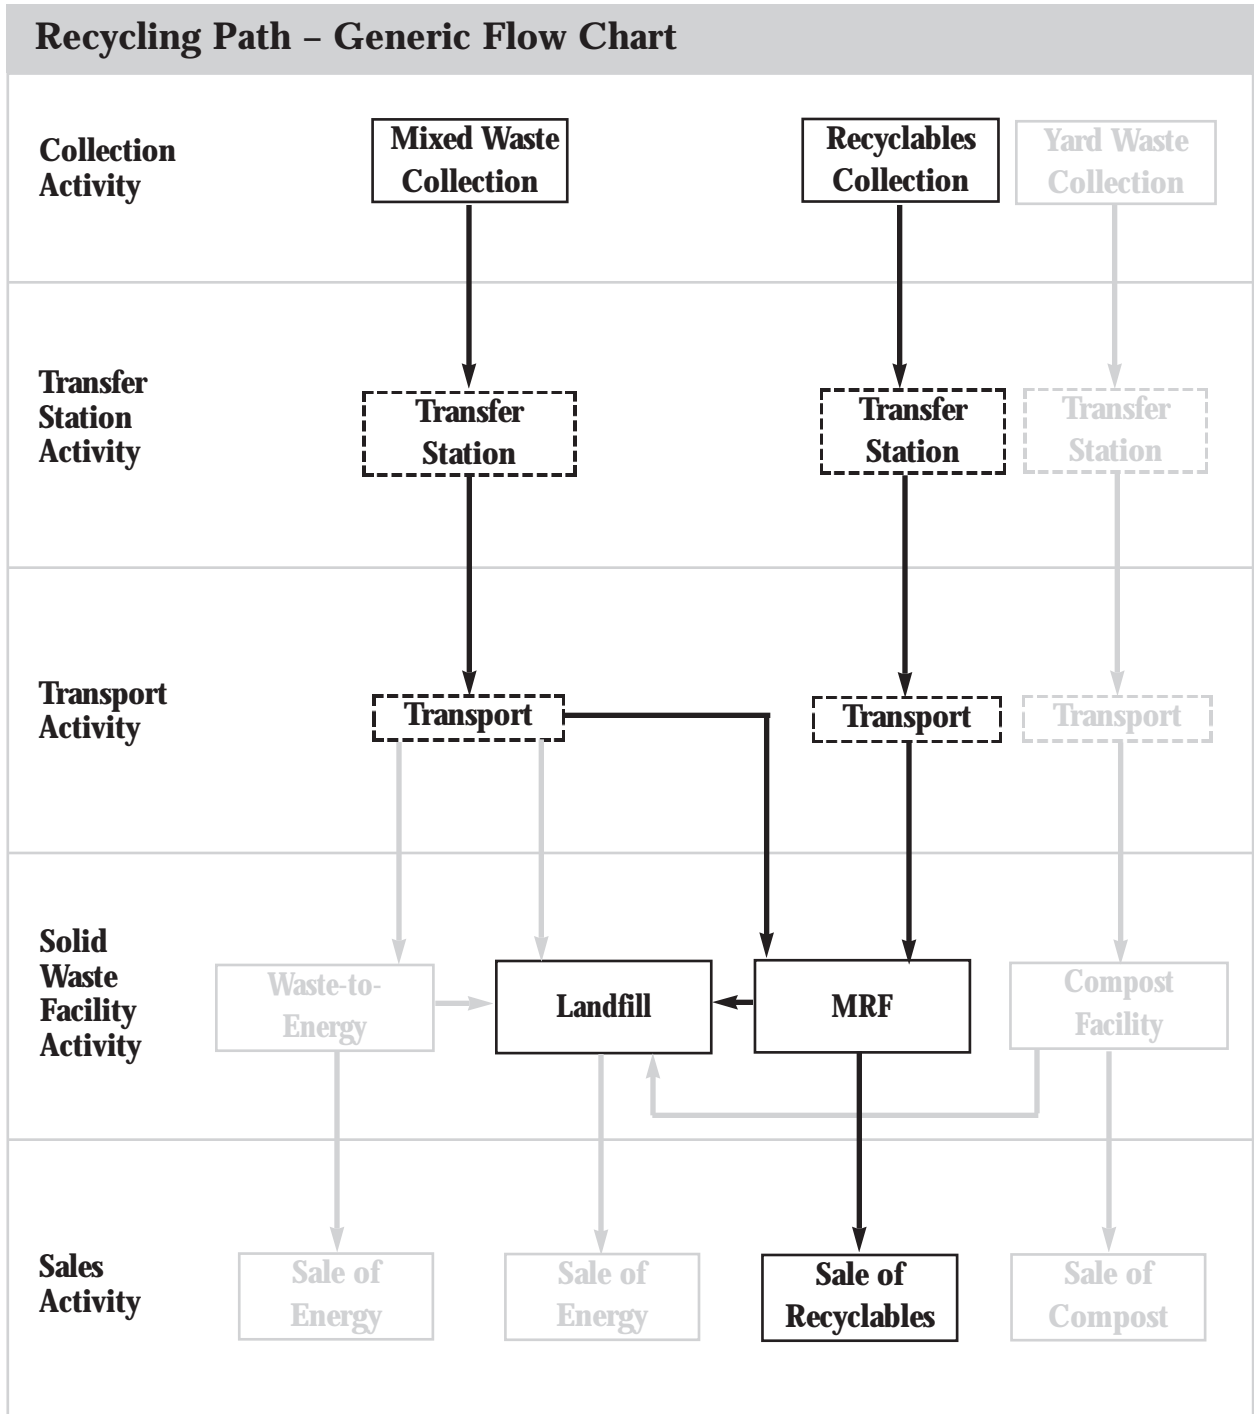 Recycling Path – Generic Flow Chart
Collection
Activity
Mixed Waste
Collection
Recyclables
Collection
Yard Waste
Collection
Transfer
Station
Activity
Transfer
Station
Transfer
Station
Transfer
Station
Transport
Activity
Transport
Transport
Transport
Solid
Waste
Facility
Activity
Waste-to-
Energy
Landfill
MRF
Compost
Facility
Sales
Activity
Sale of
Energy
Sale of
Energy
Sale of
Recyclables
Sale of
Compost